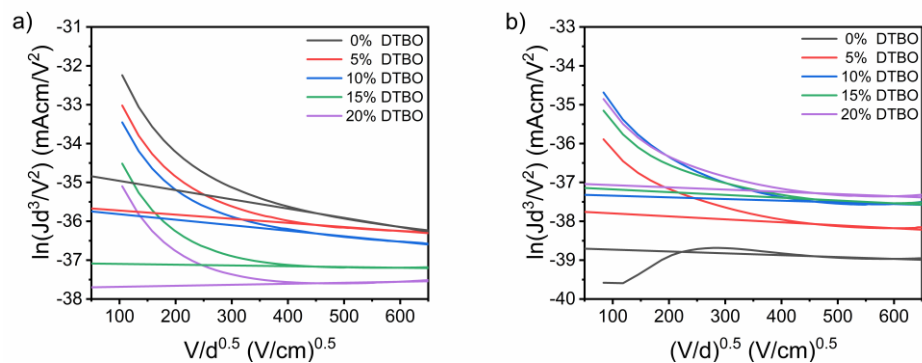 a)
ln(Jd³/V²) (mAcm/V²)
-31
-32
-33
-34
-35
-36
-37
-38
0% DTBO
5% DTBO
10% DTBO
15% DTBO
20% DTBO
100 200 300 400 500 600
V/d^0.5 (V/cm)^0.5
b)
ln(Jd³/V²) (mAcm/V²)
-33
-34
-35
-36
-37
-38
-39
-40
0% DTBO
5% DTBO
10% DTBO
15% DTBO
20% DTBO
100 200 300 400 500 600
(V/d)^0.5 (V/cm)^0.5